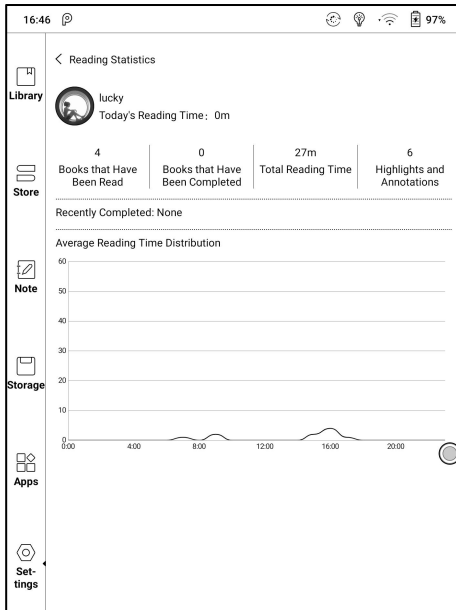 16:46
97%
Reading Statistics
lucky
Today's Reading Time: 0m
4
Books that Have
Been Read
0
Books that Have
Been Completed
27m
Total Reading Time
6
Highlights and
Annotations
Recently Completed: None
Average Reading Time Distribution
60
50
40
30
20
10
0
0:00 4:00 8:00 12:00 16:00 20:00
Library
Store
Note
Storage
Apps
Set-
tings